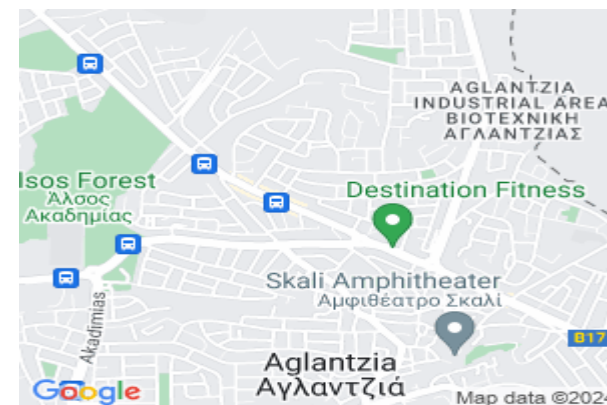 AGLANTZIA
INDUSTRIAL AREA
ΒΙΟΤΕΧΝΙΚΗ
ΑΓΛΑΝΤΖΙΑΣ
lsos Forest
Άλσος
Ακαδημίας
Destination Fitness
Skali Amphitheater
Αμφιθέατρο Σκαλί
Akadimias
B17
Aglantzia
Αγλαντζιά
Google
Map data ©2024